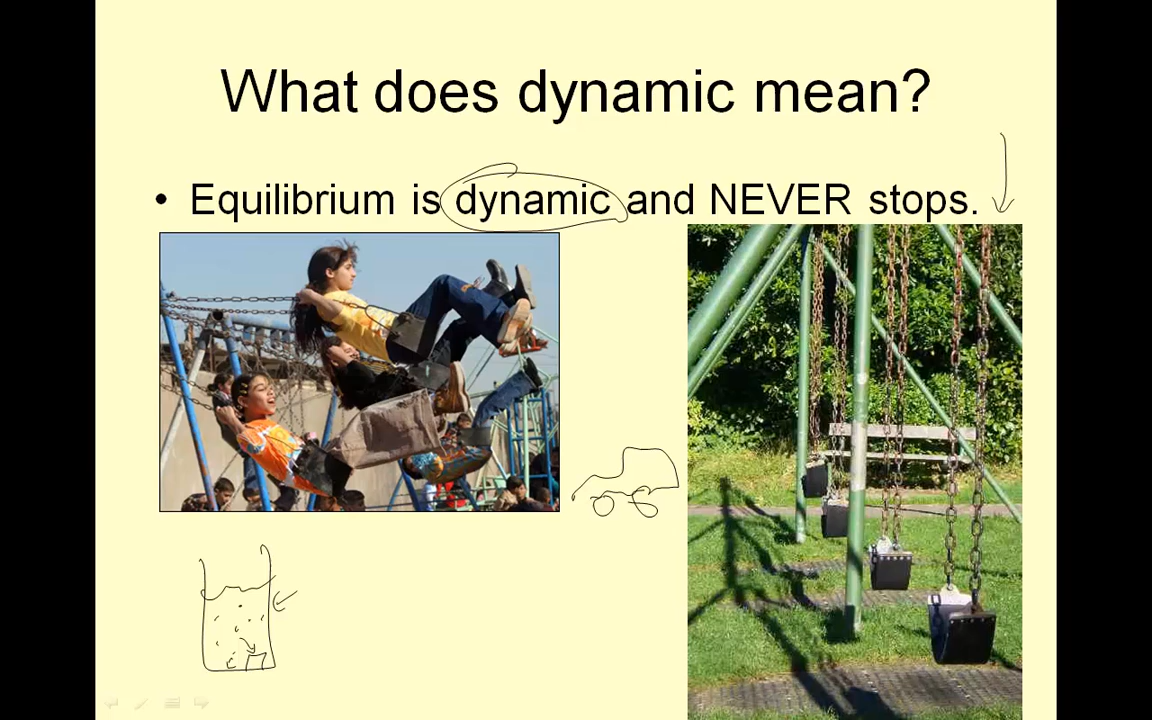 What does dynamic mean?
• Equilibrium is dynamic and NEVER stops.